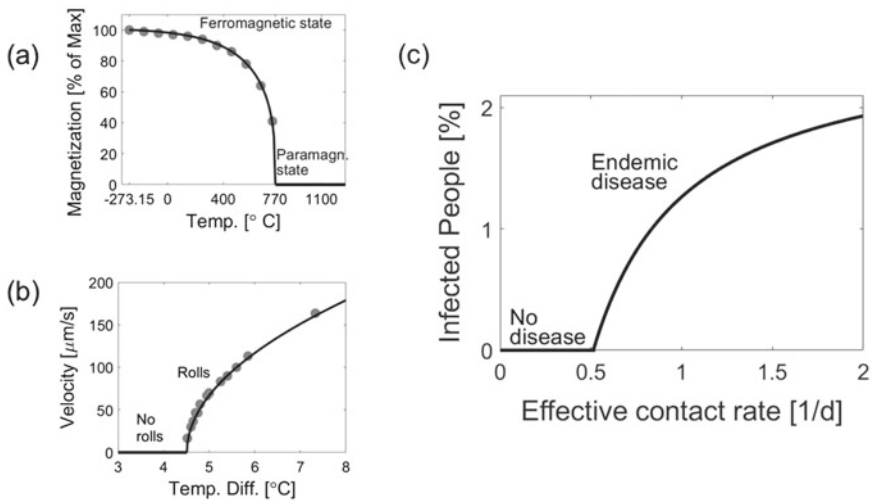 (a)
Magnetization [% of Max]
100
80
60
40
20
0
Ferromagnetic state
Paramagn.
state
-273.15 0 400 770 1100
Temp. [° C]
(b)
Velocity [μm/s]
200
150
100
50
0
Rolls
No
rolls
3 4 5 6 7 8
Temp. Diff. [°C]
(c)
Infected People [%]
2
1
0
Endemic
disease
No
disease
0 0.5 1 1.5 2
Effective contact rate [1/d]